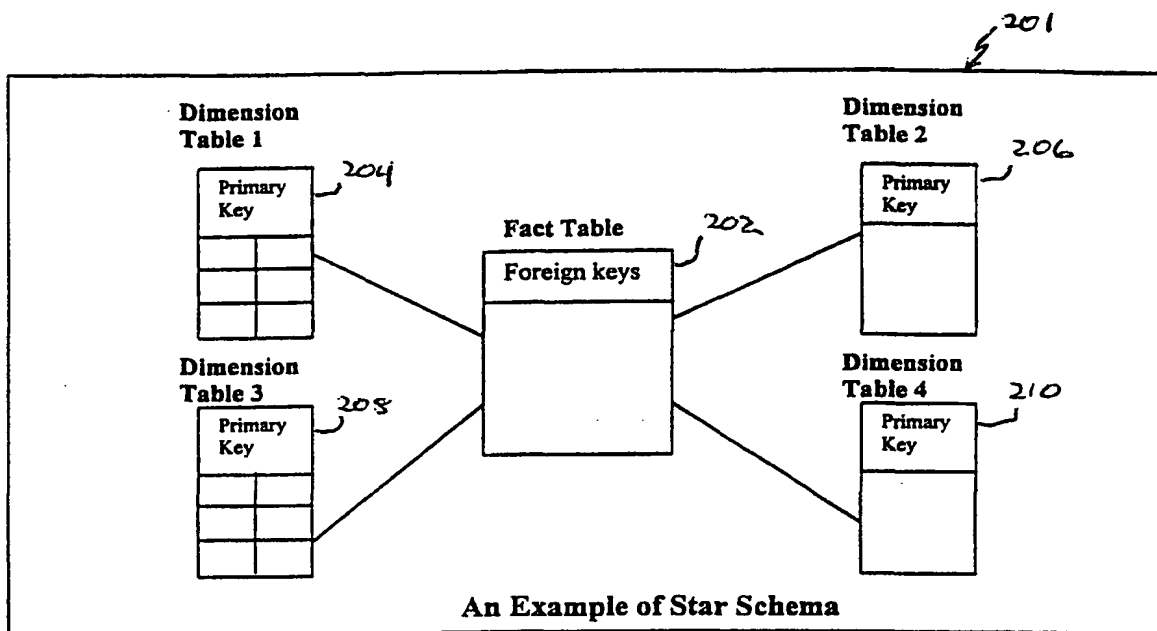 201
Dimension
Table 1
204
Primary
Key
Dimension
Table 2
206
Primary
Key
Fact Table
202
Foreign keys
Dimension
Table 3
208
Primary
Key
Dimension
Table 4
210
Primary
Key
An Example of Star Schema